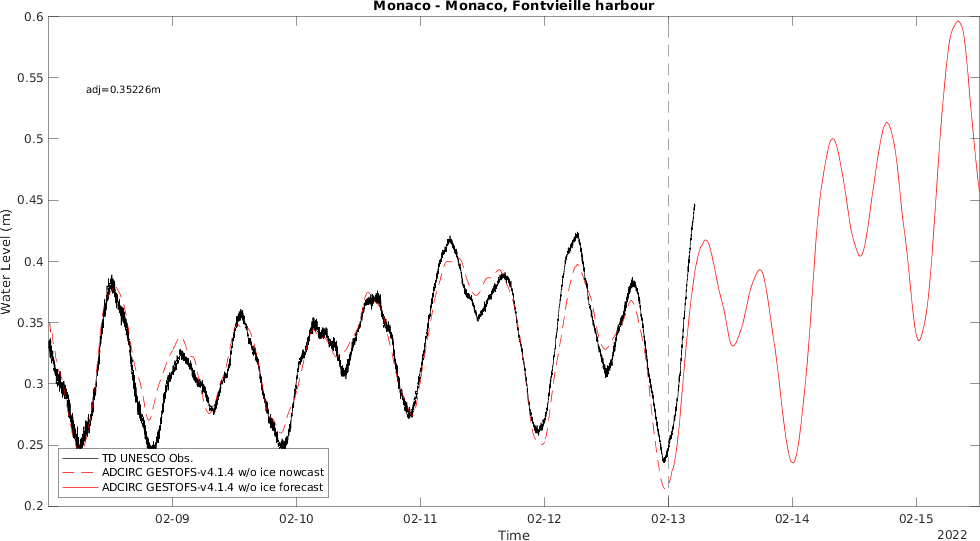 Monaco - Monaco, Fontvieille harbour
0.6
0.55
0.5
0.45
0.4
0.35
0.3
0.25
0.2
Water Level (m)
adj=0.35226m
TD UNESCO Obs.
ADCIRC GESTOFS-v4.1.4 w/o ice nowcast
ADCIRC GESTOFS-v4.1.4 w/o ice forecast
02-09 02-10 02-11 02-12 02-13 02-14 02-15
Time
2022